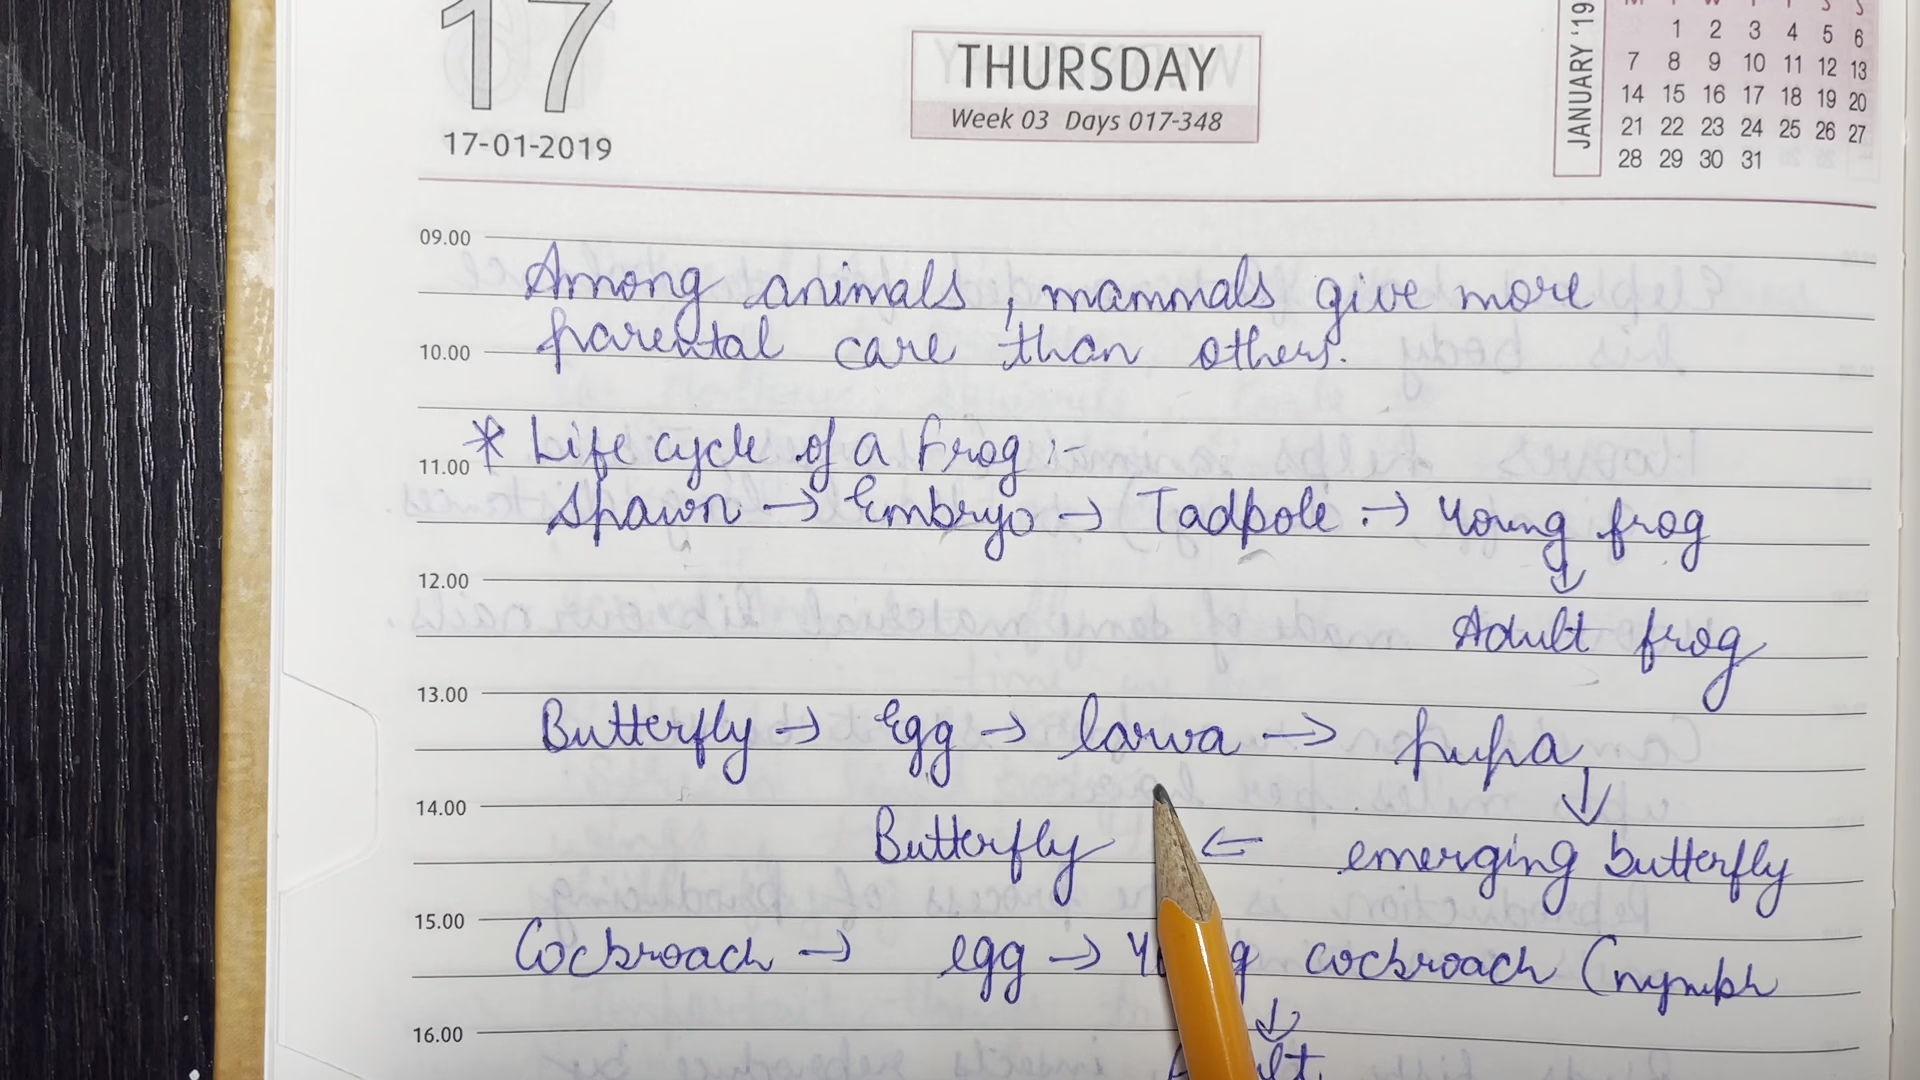 17
17-01-2019
THURSDAY
Week 03 Days 017-348
JANUARY '19
1 2 3 4 5 6
7 8 9 10 11 12 13
14 15 16 17 18 19 20
21 22 23 24 25 26 27
28 29 30 31
09.00
Among animals, mammals give more
10.00 parental care than others.
* Life cycle of a frog :-
11.00
Spawn → Embryo → Tadpole → Young frog
12.00 ↓
Adult frog
13.00
Butterfly → Egg → larva → pupa
↓
14.00
Butterfly ← emerging butterfly
15.00
Cockroach → egg → cockroach (nymph
↓
16.00